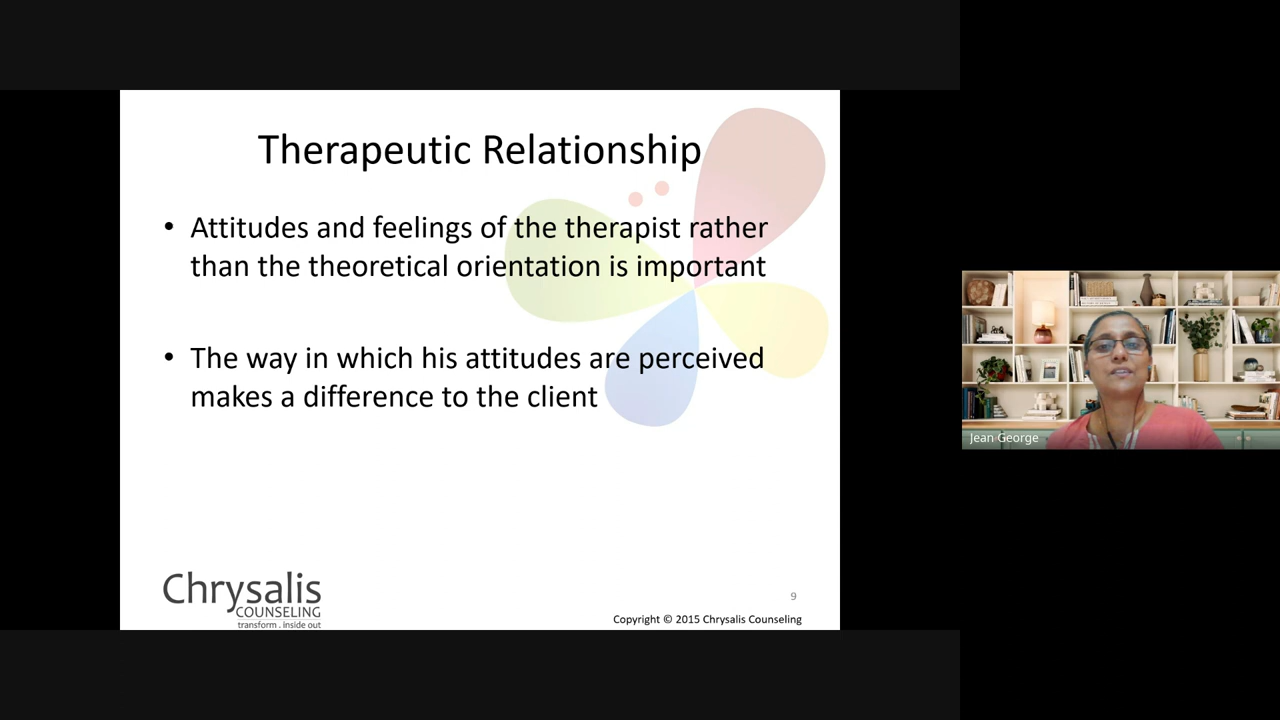 Therapeutic Relationship
• Attitudes and feelings of the therapist rather
than the theoretical orientation is important
• The way in which his attitudes are perceived
makes a difference to the client
Chrysalis
COUNSELING
transform . inside out
9
Copyright © 2015 Chrysalis Counseling
Jean George